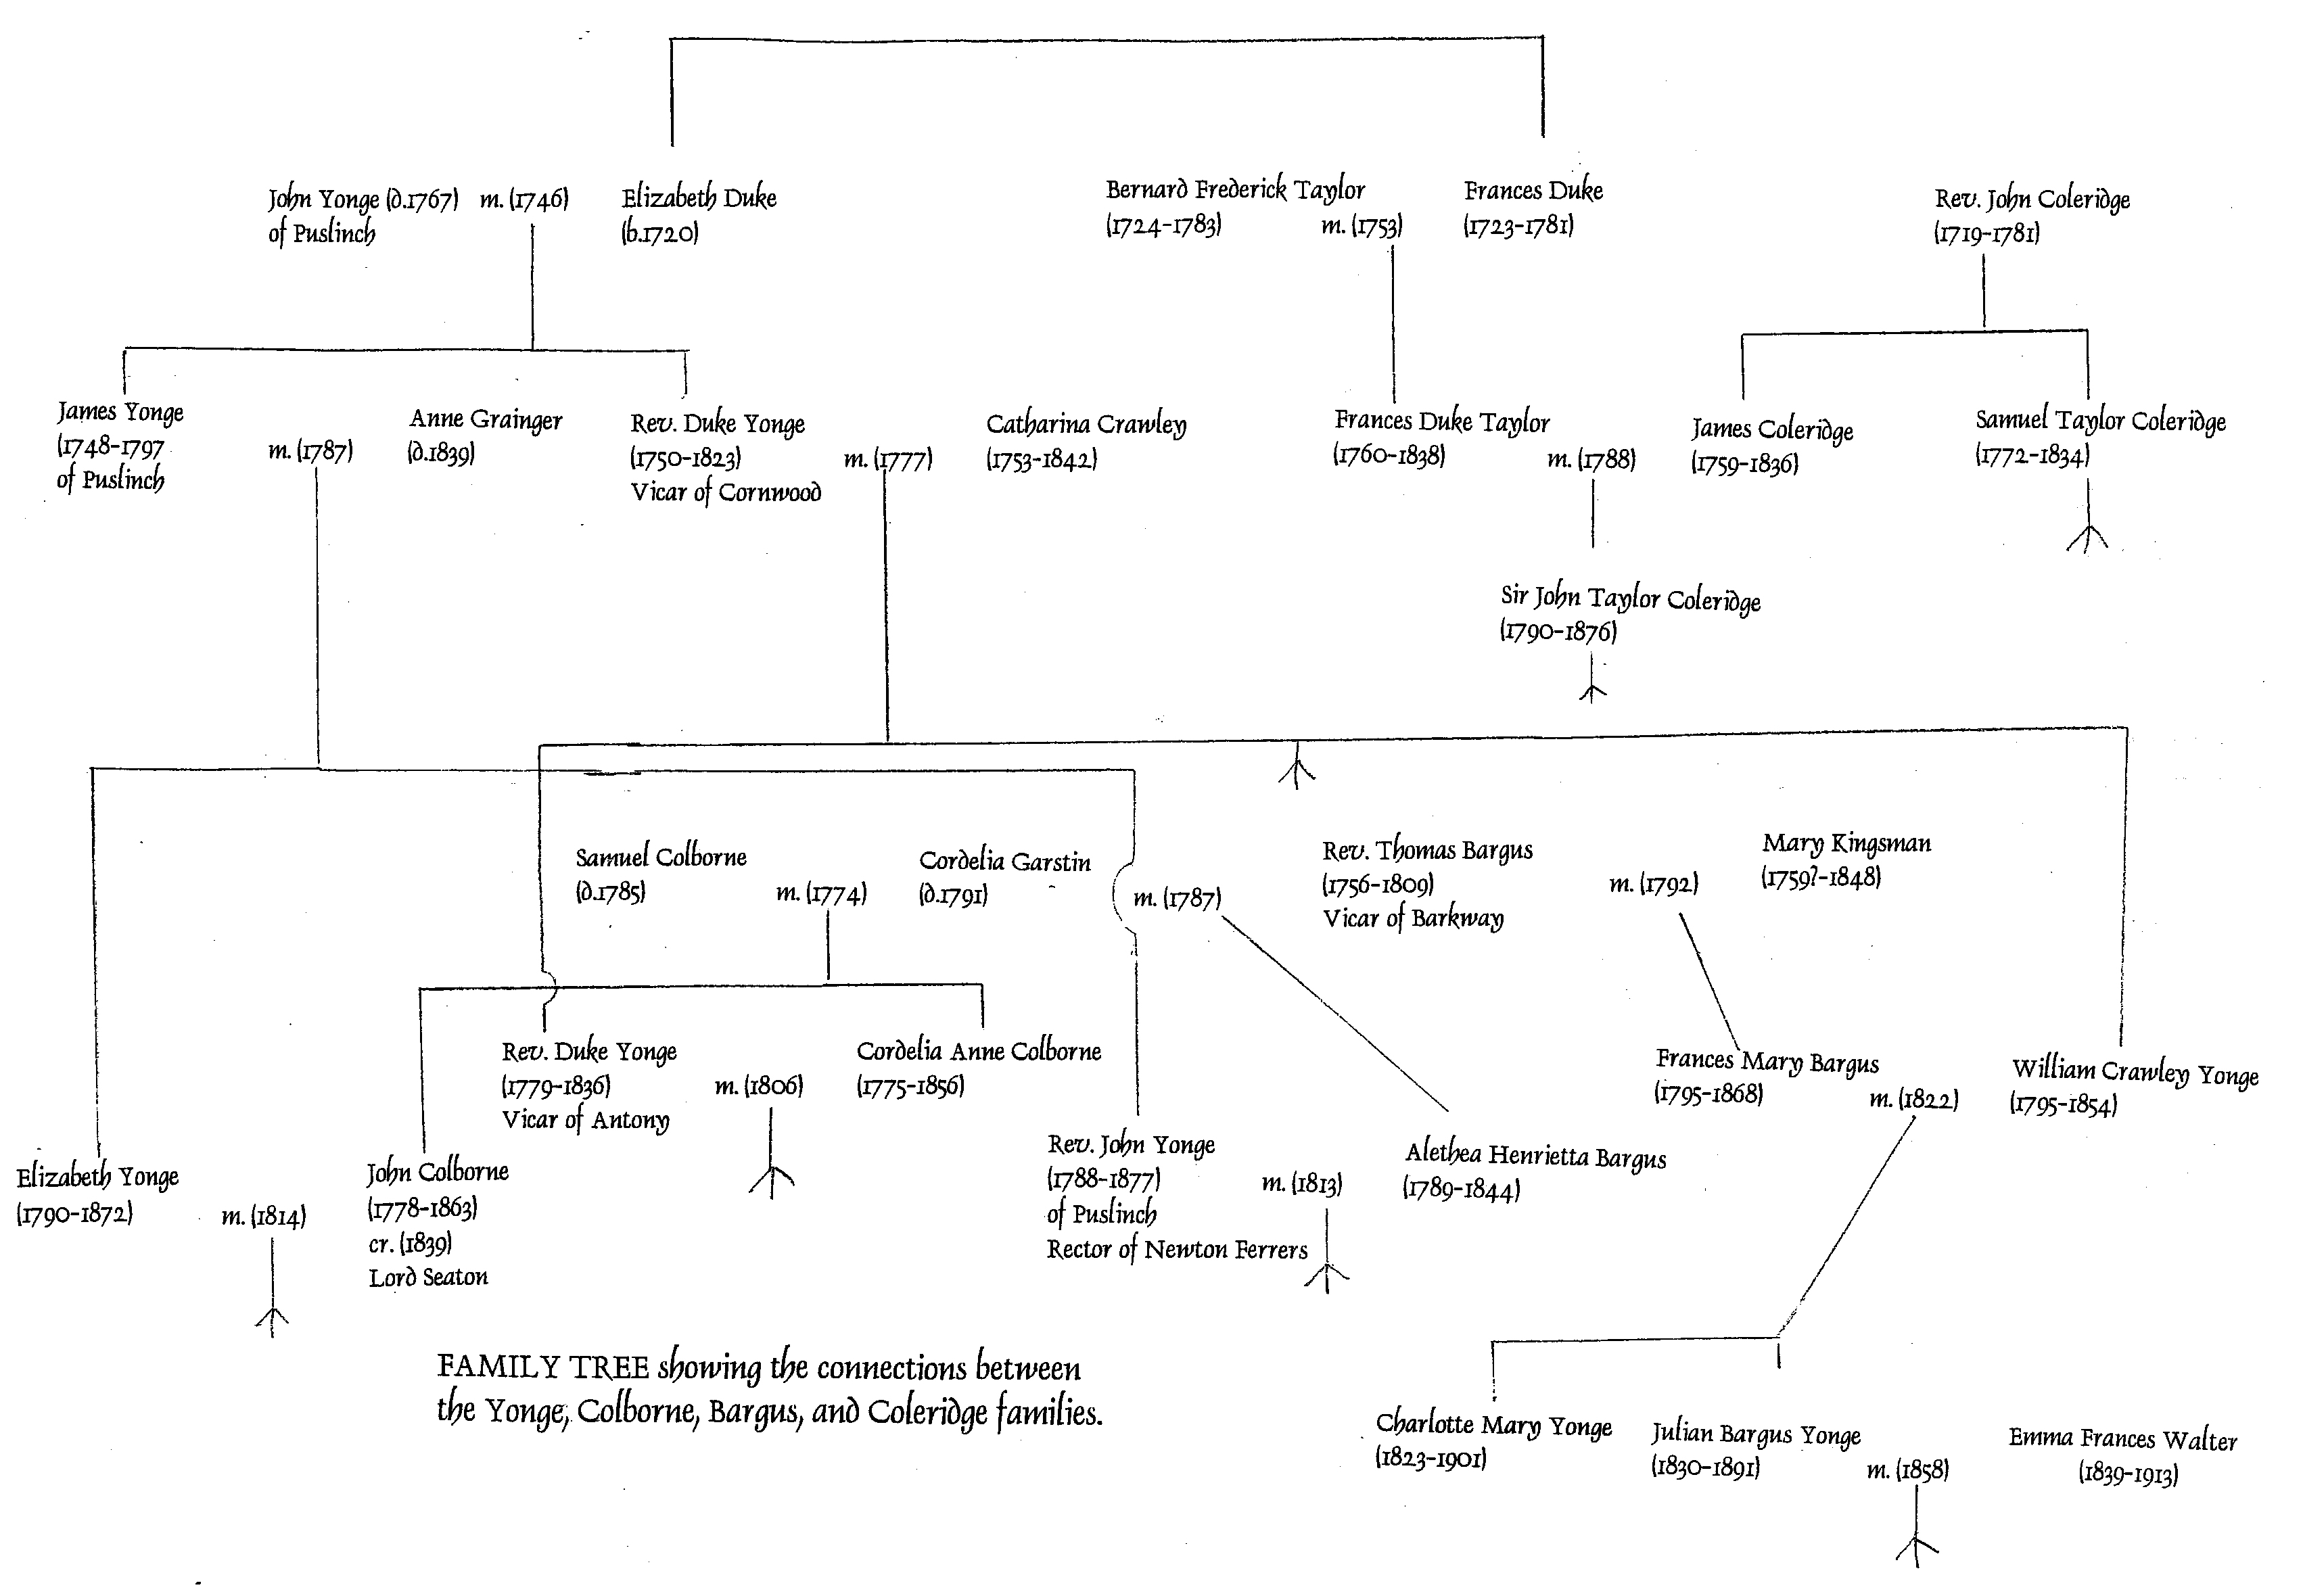 John Yonge (d.1767) m. (1746)
of Puslinch
Elizabeth Duke
(b.1720)
Bernard Frederick Taylor
(1724-1783) m. (1753)
Frances Duke
(1723-1781)
Rev. John Coleridge
(1719-1781)
James Yonge
(1748-1797
of Puslinch
m. (1787)
Anne Grainger
(d.1839)
Rev. Duke Yonge
(1750-1823)
Vicar of Cornwood
m. (1777)
Catharina Crawley
(1753-1842)
Frances Duke Taylor
(1760-1838)
m. (1788)
James Coleridge
(1759-1836)
Samuel Taylor Coleridge
(1772-1834)
Sir John Taylor Coleridge
(1790-1876)
Samuel Colborne
(d.1785)
m. (1774)
Cordelia Garstin
(d.1791)
m. (1787)
Rev. Thomas Bargus
(1756-1809)
Vicar of Barkway
m. (1792)
Mary Kingsman
(1759?-1848)
Rev. Duke Yonge
(1779-1836)
Vicar of Antony
m. (1806)
Cordelia Anne Colborne
(1775-1856)
Frances Mary Bargus
(1795-1868)
m. (1822)
William Crawley Yonge
(1795-1854)
Elizabeth Yonge
(1790-1872)
m. (1814)
John Colborne
(1778-1863)
cr. (1839)
Lord Seaton
Rev. John Yonge
(1788-1877)
of Puslinch
Rector of Newton Ferrers
m. (1813)
Alethea Henrietta Bargus
(1789-1844)
FAMILY TREE showing the connections between
the Yonge, Colborne, Bargus, and Coleridge families.
Charlotte Mary Yonge
(1823-1901)
Julian Bargus Yonge
(1830-1891)
m. (1858)
Emma Frances Walter
(1839-1913)